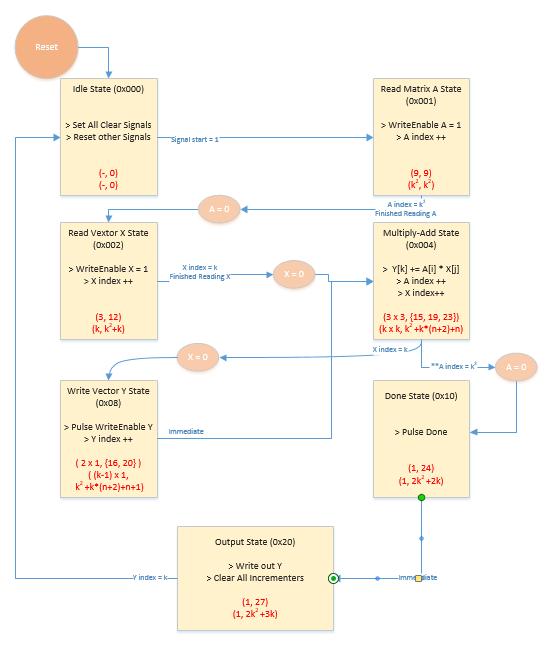 Reset
Idle State (0x000)
> Set All Clear Signals
> Reset other Signals
(-, 0)
(-, 0)
Signal start = 1
Read Matrix A State
(0x001)
> WriteEnable A = 1
> A index ++
(9, 9)
(k², k²)
A index = k²
Finished Reading A
A = 0
Read Vextor X State
(0x002)
> WriteEnable X = 1
> X index ++
(3, 12)
(k, k²+k)
X index = k
Finished Reading X
X = 0
Multiply-Add State
(0x004)
> Y[k] += A[i] * X[j]
> A index ++
> X index++
(3 x 3, {15, 19, 23})
(k x k, k² +k*(n+2)+n)
X index = k
X = 0
**A index = k²
A = 0
Write Vector Y State
(0x08)
> Pulse WriteEnable Y
> Y index ++
( 2 x 1, {16, 20} )
( (k-1) x 1,
k² +k*(n+2)+n+1)
Immediate
Done State (0x10)
> Pulse Done
(1, 24)
(1, 2k² +2k)
Immediate
Output State (0x20)
> Write out Y
> Clear All Incrementers
(1, 27)
(1, 2k² +3k)
Y index = k